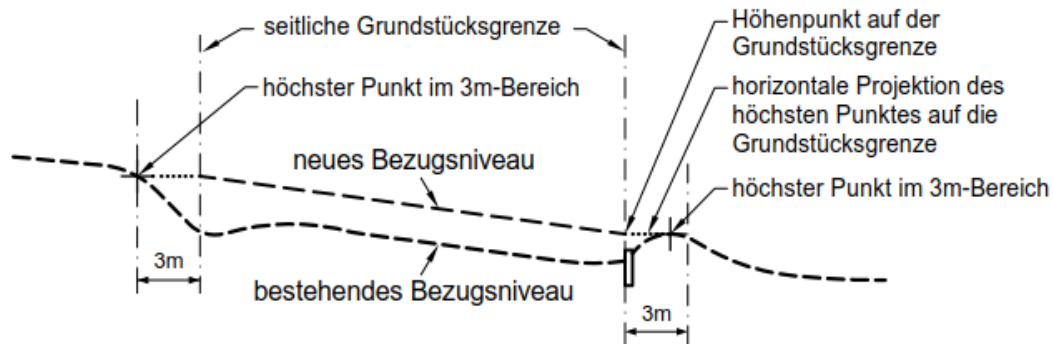 seitliche Grundstücksgrenze
Höhenpunkt auf der
Grundstücksgrenze
höchster Punkt im 3m-Bereich
horizontale Projektion des
höchsten Punktes auf die
Grundstücksgrenze
neues Bezugsniveau
höchster Punkt im 3m-Bereich
3m
bestehendes Bezugsniveau
3m